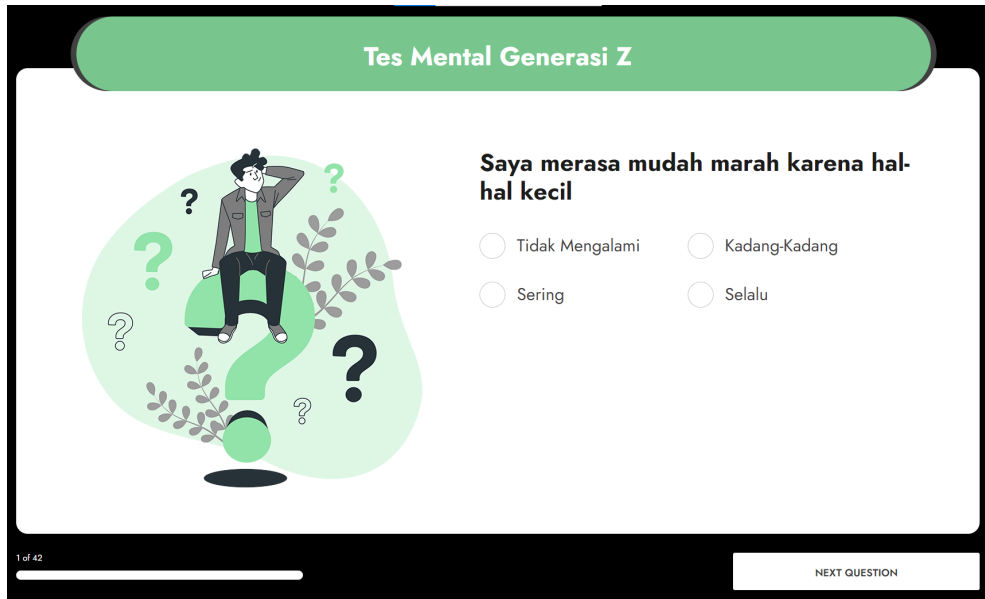 Tes Mental Generasi Z
Saya merasa mudah marah karena hal-
hal kecil
Tidak Mengalami
Kadang-Kadang
Sering
Selalu
1 of 42
NEXT QUESTION